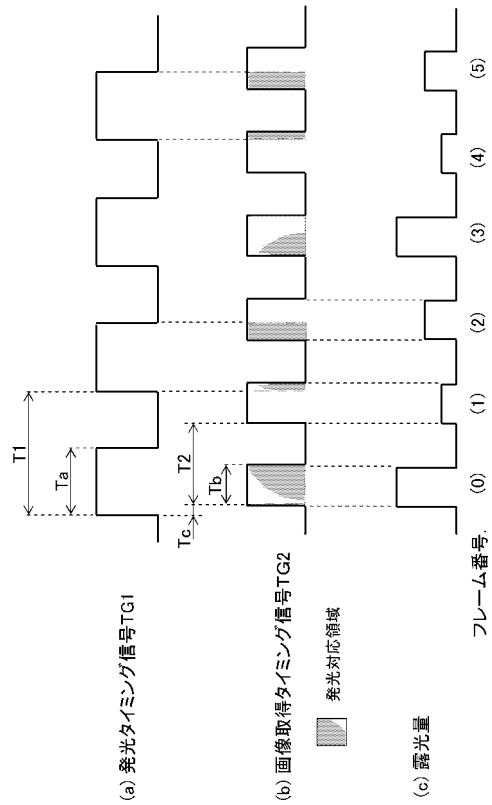 (a) 発光タイミング信号TG1
T1
Ta
Tc
T2
Tb
(b) 画像取得タイミング信号TG2
発光対応領域
(c) 露光量
フレーム番号.
(0)
(1)
(2)
(3)
(4)
(5)